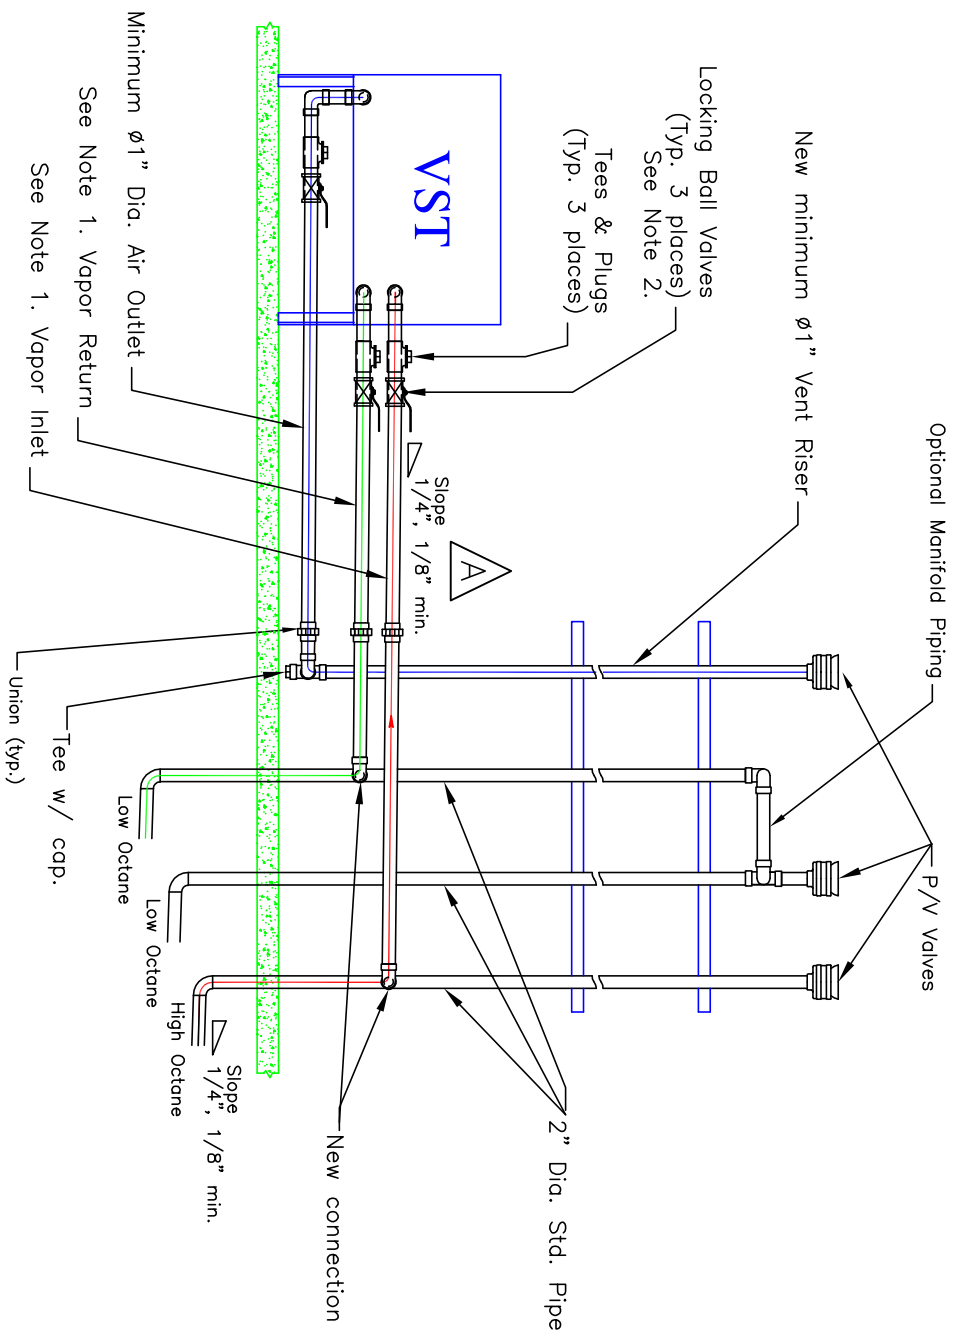 Optional Manifold Piping
P/V Valves
New minimum ø1" Vent Riser
Locking Ball Valves
(Typ. 3 places)
See Note 2.
Tees & Plugs
(Typ. 3 places)
2" Dia. Std. Pipe
VST
Slope
1/4", 1/8" min.
A
New connection
Minimum ø1" Dia. Air Outlet
See Note 1. Vapor Return
See Note 1. Vapor Inlet
Union (typ.)
Tee w/ cap.
Low Octane
Low Octane
High Octane
Slope
1/4", 1/8" min.